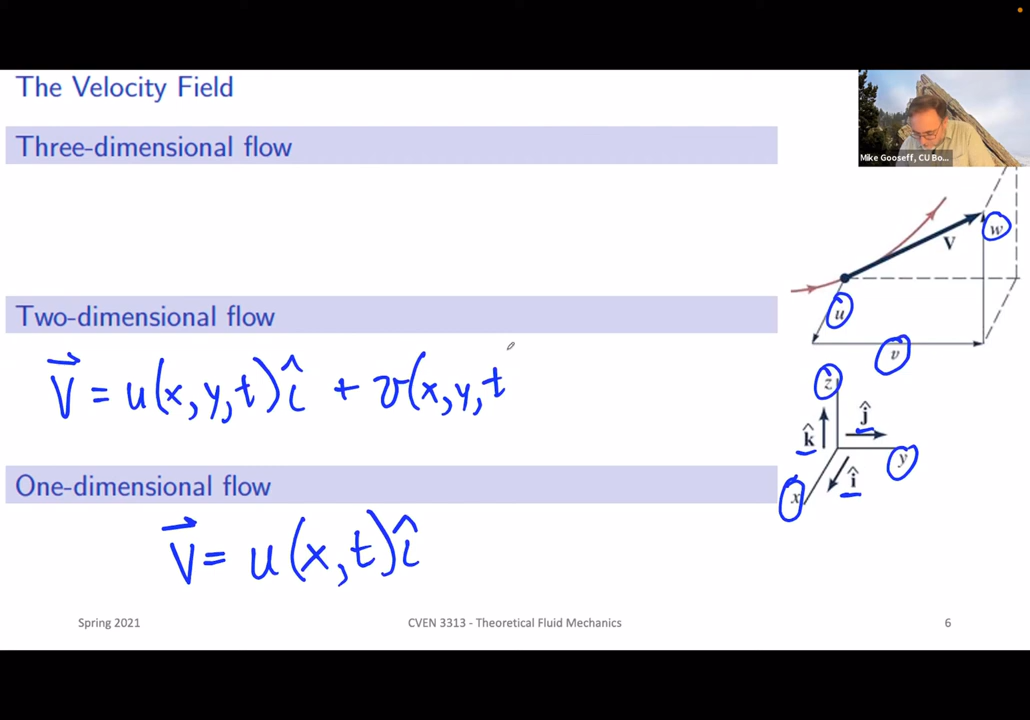 The Velocity Field
Three-dimensional flow
Mike Gooseff, CU Bo...
w
V
u
v
Two-dimensional flow
V⃗ = u(x, y, t) î + v(x, y, t
z
ĵ
k̂
y
î
x
One-dimensional flow
V⃗ = u(x, t) î
Spring 2021
CVEN 3313 - Theoretical Fluid Mechanics
6